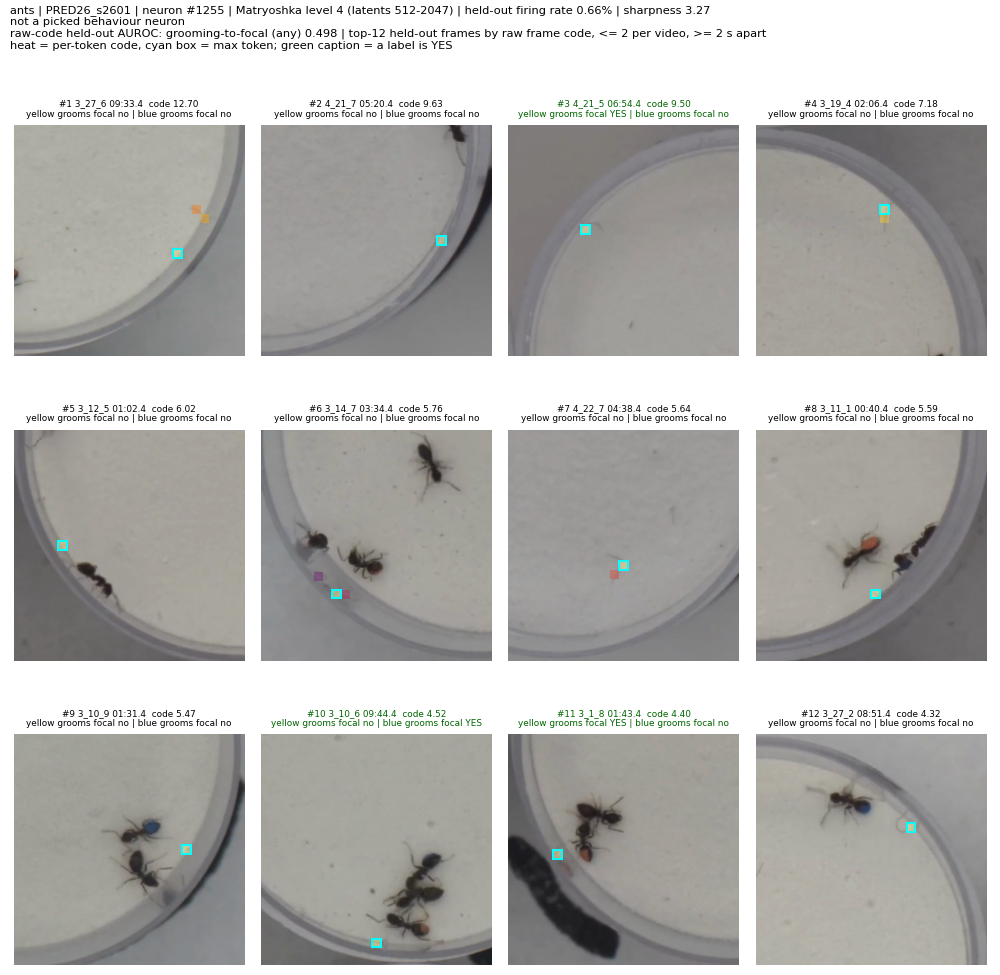 ants | PRED26_s2601 | neuron #1255 | Matryoshka level 4 (latents 512-2047) | held-out firing rate 0.66% | sharpness 3.27
not a picked behaviour neuron
raw-code held-out AUROC: grooming-to-focal (any) 0.498 | top-12 held-out frames by raw frame code, <= 2 per video, >= 2 s apart
heat = per-token code, cyan box = max token; green caption = a label is YES
#1 3_27_6 09:33.4 code 12.70
yellow grooms focal no | blue grooms focal no
#2 4_21_7 05:20.4 code 9.63
yellow grooms focal no | blue grooms focal no
#3 4_21_5 06:54.4 code 9.50
yellow grooms focal YES | blue grooms focal no
#4 3_19_4 02:06.4 code 7.18
yellow grooms focal no | blue grooms focal no
#5 3_12_5 01:02.4 code 6.02
yellow grooms focal no | blue grooms focal no
#6 3_14_7 03:34.4 code 5.76
yellow grooms focal no | blue grooms focal no
#7 4_22_7 04:38.4 code 5.64
yellow grooms focal no | blue grooms focal no
#8 3_11_1 00:40.4 code 5.59
yellow grooms focal no | blue grooms focal no
#9 3_10_9 01:31.4 code 5.47
yellow grooms focal no | blue grooms focal no
#10 3_10_6 09:44.4 code 4.52
yellow grooms focal no | blue grooms focal YES
#11 3_1_8 01:43.4 code 4.40
yellow grooms focal YES | blue grooms focal no
#12 3_27_2 08:51.4 code 4.32
yellow grooms focal no | blue grooms focal no